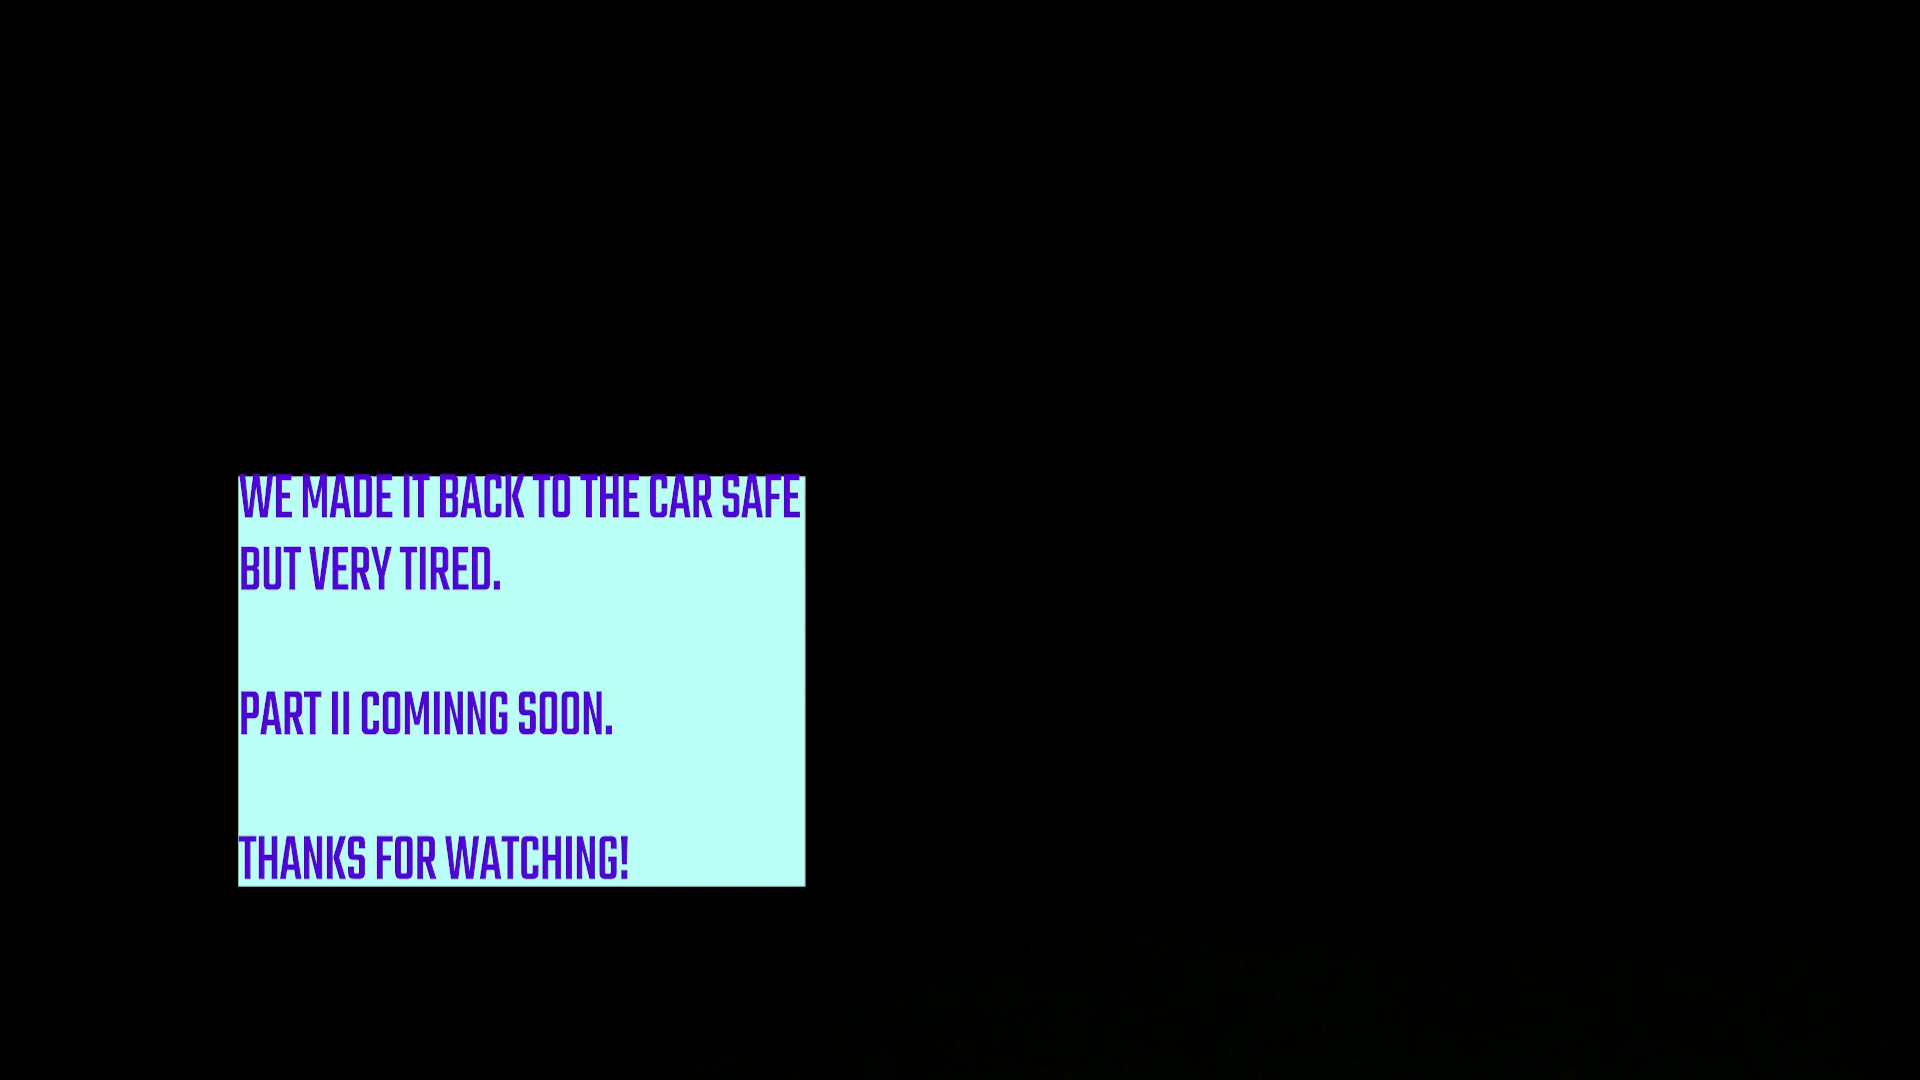 WE MADE IT BACK TO THE CAR SAFE
BUT VERY TIRED.
PART II COMINNG SOON.
THANKS FOR WATCHING!